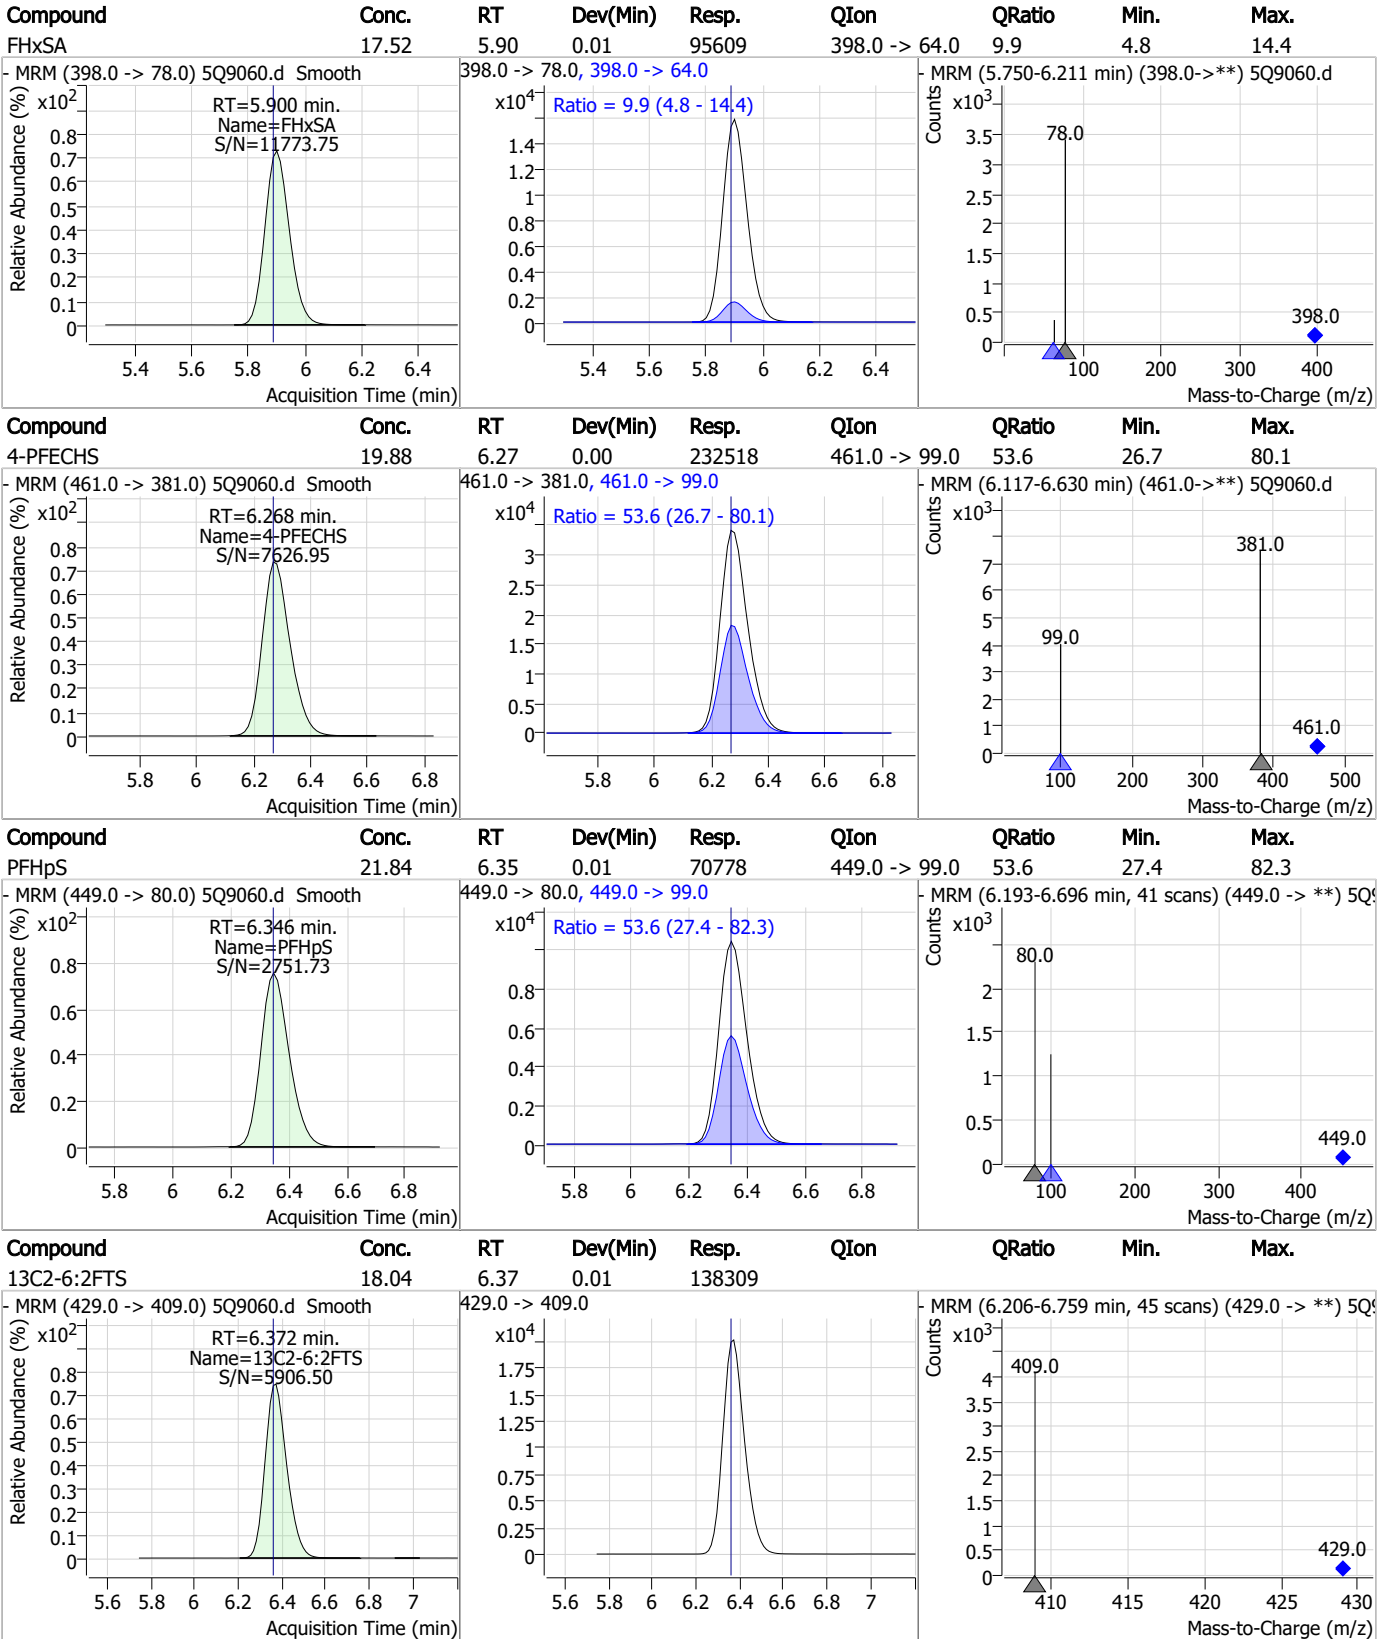 Compound Conc. RT Dev(Min) Resp. QIon QRatio Min. Max.
FHxSA 17.52 5.90 0.01 95609 398.0 -> 64.0 9.9 4.8 14.4
- MRM (398.0 -> 78.0) 5Q9060.d Smooth
Relative Abundance (%)
x10²
RT=5.900 min.
Name=FHxSA
S/N=11773.75
0.8
0.7
0.6
0.5
0.4
0.3
0.2
0.1
0
5.4 5.6 5.8 6 6.2 6.4
Acquisition Time (min)
398.0 -> 78.0, 398.0 -> 64.0
x10⁴
Ratio = 9.9 (4.8 - 14.4)
1.4
1.2
1
0.8
0.6
0.4
0.2
0
5.4 5.6 5.8 6 6.2 6.4
Acquisition Time (min)
- MRM (5.750-6.211 min) (398.0->**) 5Q9060.d
Counts
x10³
3.5
3
2.5
2
1.5
1
0.5
0
78.0
398.0
100 200 300 400
Mass-to-Charge (m/z)
Compound Conc. RT Dev(Min) Resp. QIon QRatio Min. Max.
4-PFECHS 19.88 6.27 0.00 232518 461.0 -> 99.0 53.6 26.7 80.1
- MRM (461.0 -> 381.0) 5Q9060.d Smooth
Relative Abundance (%)
x10²
RT=6.268 min.
Name=4-PFECHS
S/N=7626.95
0.8
0.7
0.6
0.5
0.4
0.3
0.2
0.1
0
5.8 6 6.2 6.4 6.6 6.8
Acquisition Time (min)
461.0 -> 381.0, 461.0 -> 99.0
x10⁴
Ratio = 53.6 (26.7 - 80.1)
3
2.5
2
1.5
1
0.5
0
5.8 6 6.2 6.4 6.6 6.8
Acquisition Time (min)
- MRM (6.117-6.630 min) (461.0->**) 5Q9060.d
Counts
x10³
7
6
5
4
3
2
1
0
99.0
381.0
461.0
100 200 300 400 500
Mass-to-Charge (m/z)
Compound Conc. RT Dev(Min) Resp. QIon QRatio Min. Max.
PFHpS 21.84 6.35 0.01 70778 449.0 -> 99.0 53.6 27.4 82.3
- MRM (449.0 -> 80.0) 5Q9060.d Smooth
Relative Abundance (%)
x10²
RT=6.346 min.
Name=PFHpS
S/N=2751.73
0.8
0.6
0.4
0.2
0
5.8 6 6.2 6.4 6.6 6.8
Acquisition Time (min)
449.0 -> 80.0, 449.0 -> 99.0
x10⁴
Ratio = 53.6 (27.4 - 82.3)
0.8
0.6
0.4
0.2
0
5.8 6 6.2 6.4 6.6 6.8
Acquisition Time (min)
- MRM (6.193-6.696 min, 41 scans) (449.0 -> **) 5Q9
Counts
x10³
2
1.5
1
0.5
0
80.0
449.0
100 200 300 400
Mass-to-Charge (m/z)
Compound Conc. RT Dev(Min) Resp. QIon QRatio Min. Max.
13C2-6:2FTS 18.04 6.37 0.01 138309
- MRM (429.0 -> 409.0) 5Q9060.d Smooth
Relative Abundance (%)
x10²
RT=6.372 min.
Name=13C2-6:2FTS
S/N=5906.50
0.8
0.7
0.6
0.5
0.4
0.3
0.2
0.1
0
5.6 5.8 6 6.2 6.4 6.6 6.8 7
Acquisition Time (min)
429.0 -> 409.0
x10⁴
1.75
1.5
1.25
1
0.75
0.5
0.25
0
5.6 5.8 6 6.2 6.4 6.6 6.8 7
Acquisition Time (min)
- MRM (6.206-6.759 min, 45 scans) (429.0 -> **) 5Q9
Counts
x10³
4
3.5
3
2.5
2
1.5
1
0.5
0
409.0
429.0
410 415 420 425 430
Mass-to-Charge (m/z)